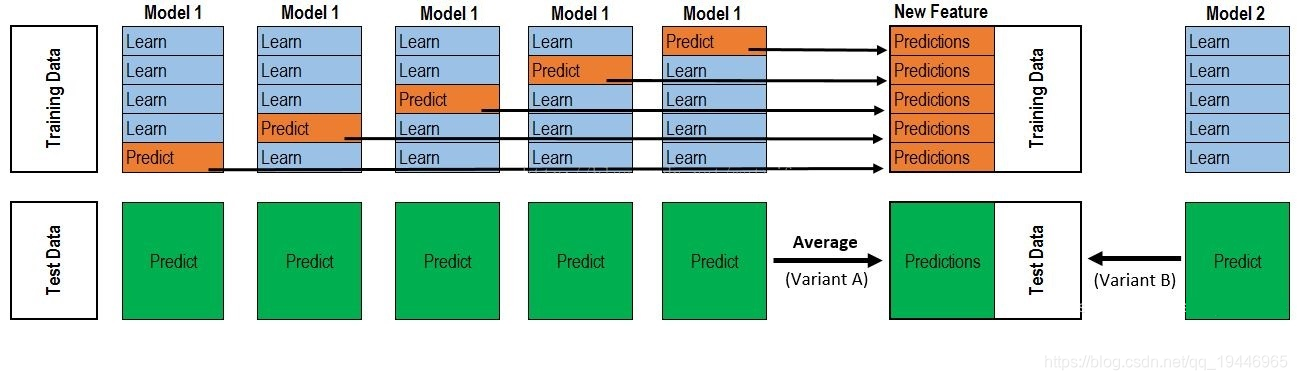 Model 1 Model 1 Model 1 Model 1 Model 1 New Feature Model 2
Training Data
Learn Learn Learn Learn Predict Predictions Learn
Learn Learn Learn Predict Learn Predictions Learn
Learn Learn Predict Learn Learn Predictions Learn
Learn Predict Learn Learn Learn Predictions Learn
Predict Learn Learn Learn Learn Predictions Learn
Training Data
Test Data
Predict Predict Predict Predict Predict
Average
(Variant A)
Predictions
Test Data
(Variant B)
Predict
https://blog.csdn.net/qq_19446965